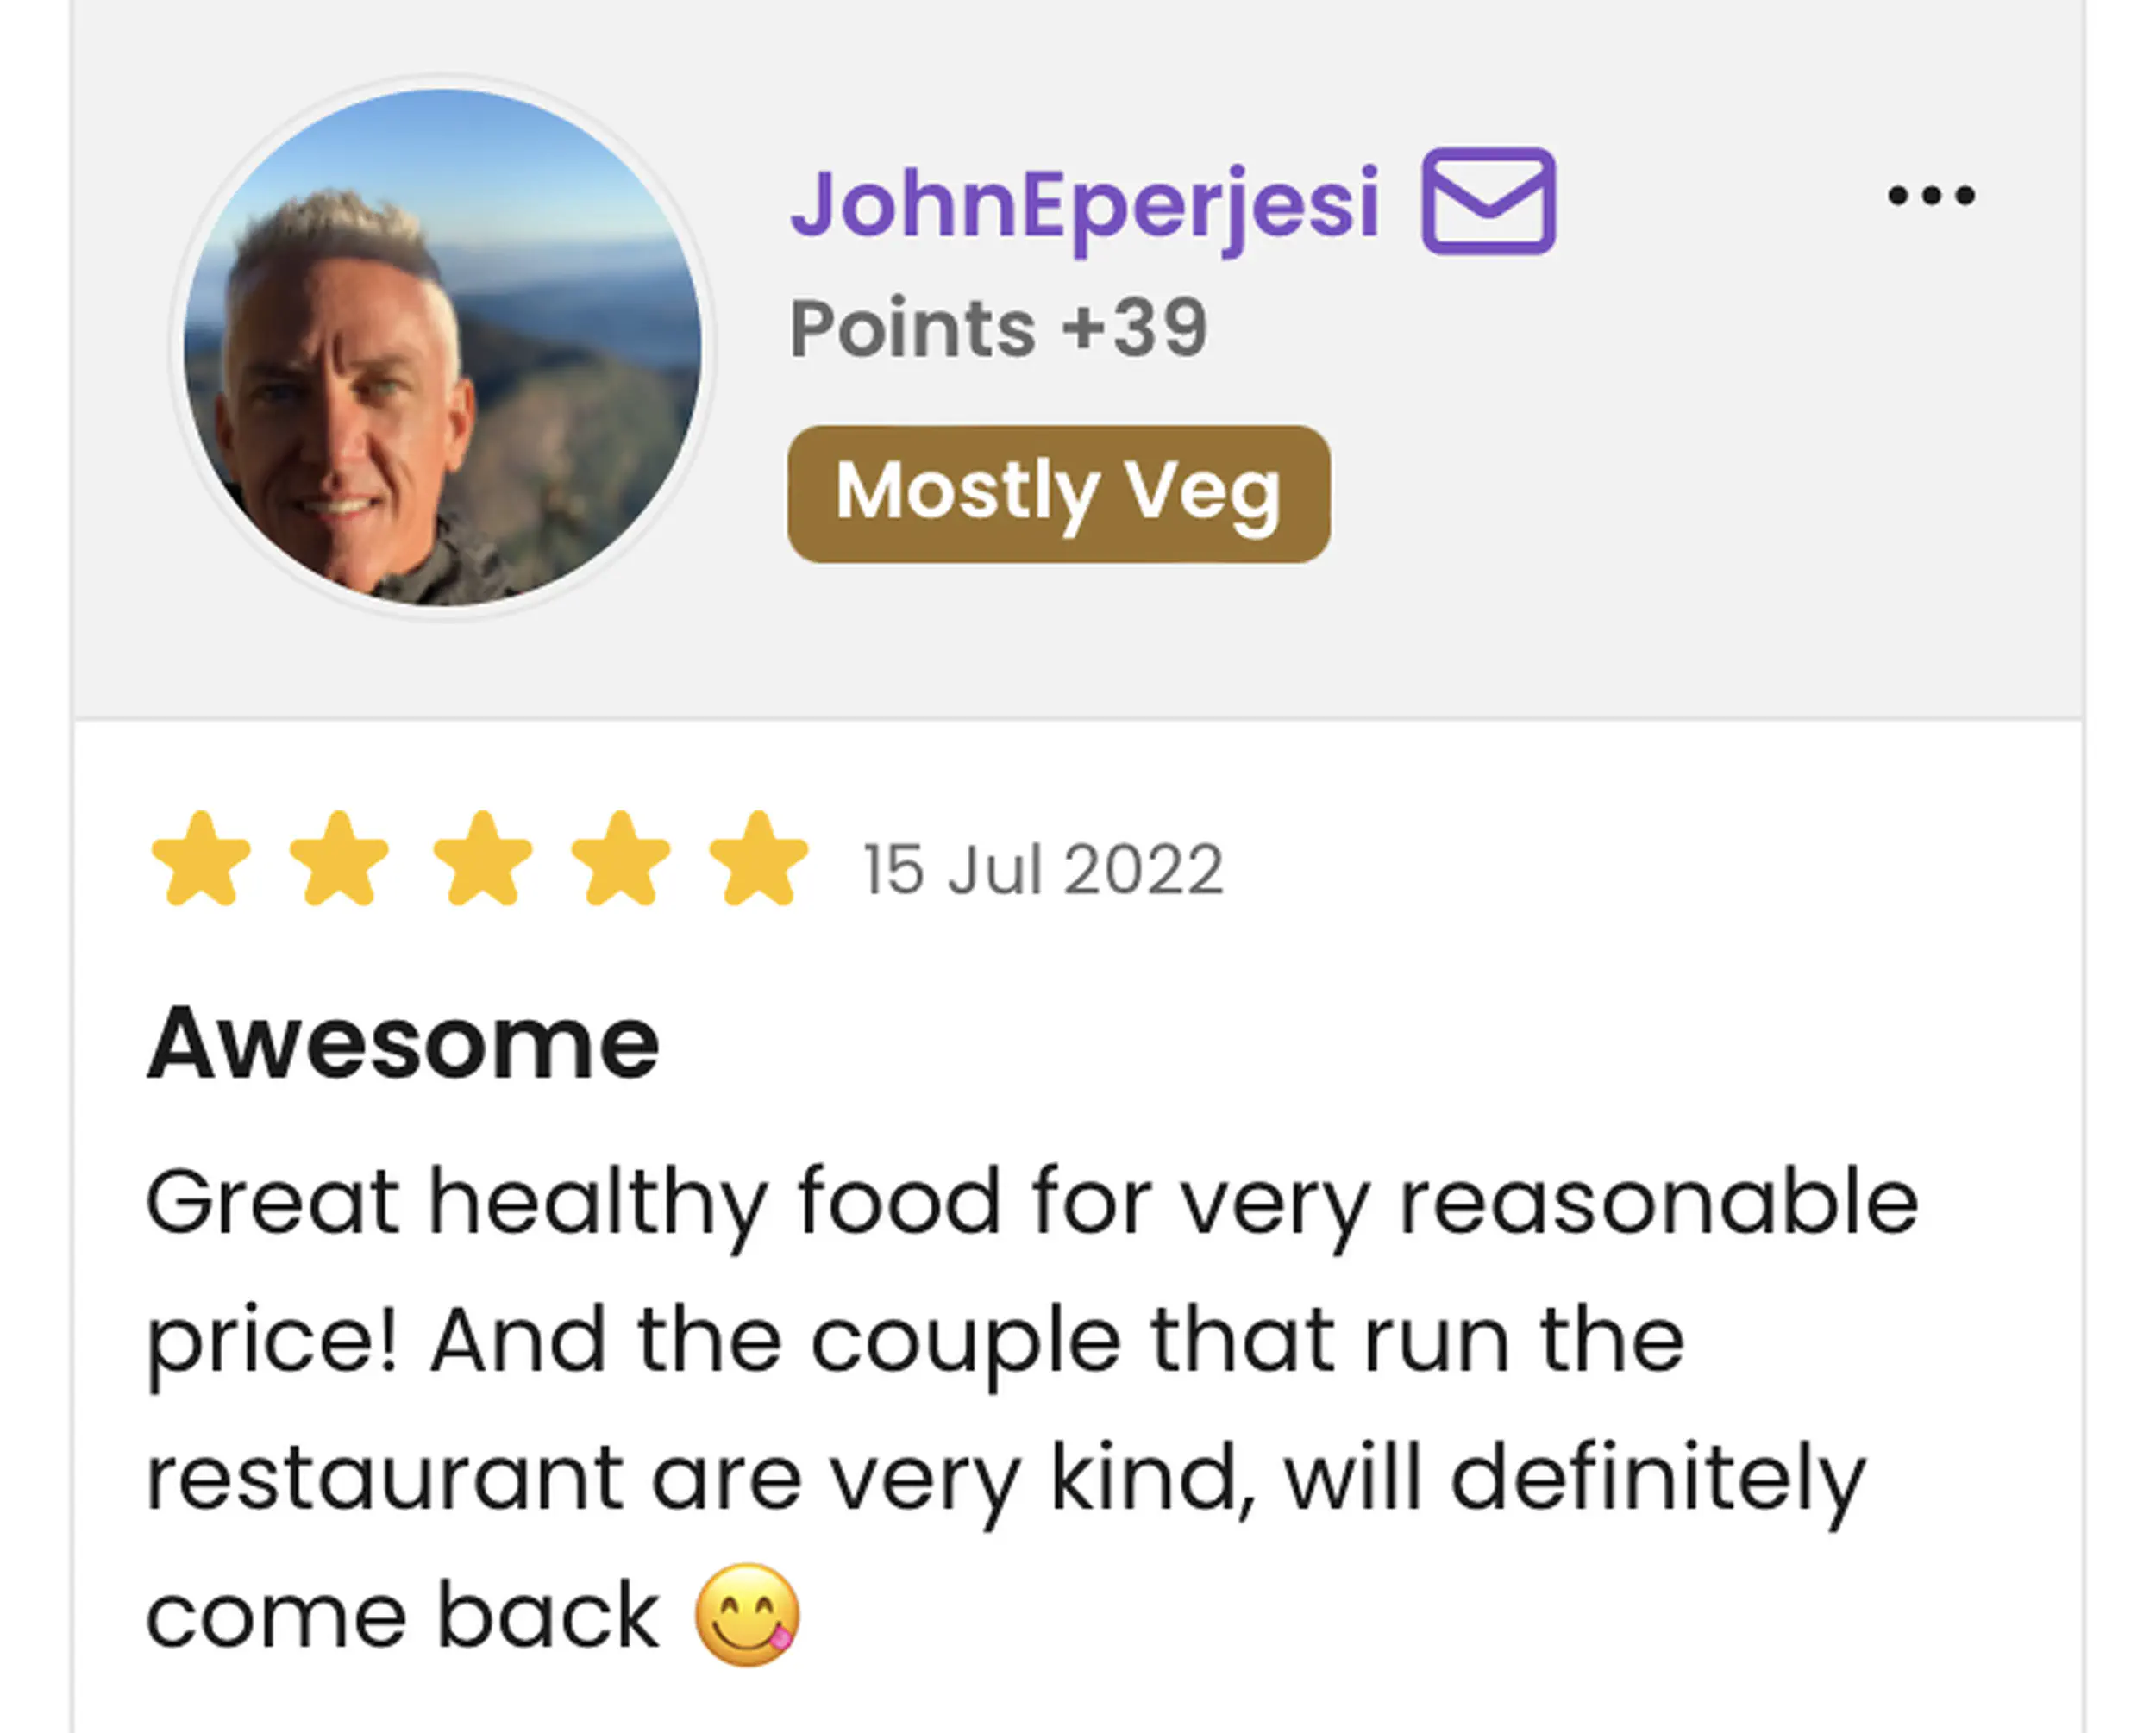 JohnEperjesi
Points +39
Mostly Veg
15 Jul 2022
Awesome
Great healthy food for very reasonable
price! And the couple that run the
restaurant are very kind, will definitely
come back 😋